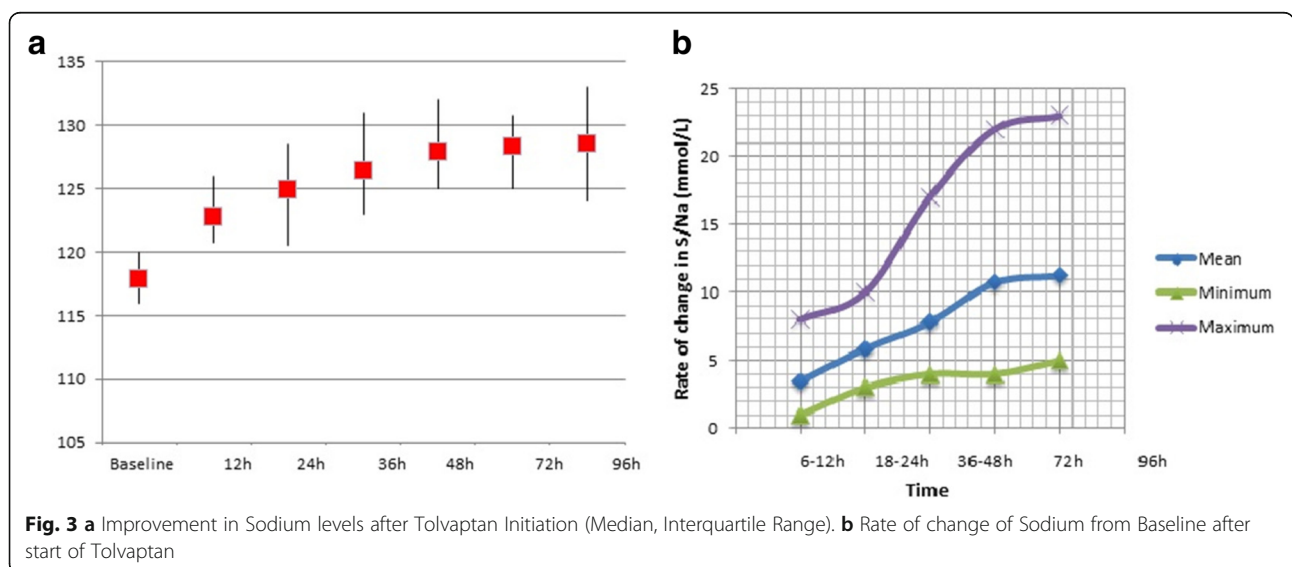 a
135
130
125
120
115
110
105
Baseline 12h 24h 36h 48h 72h 96h
b
25
20
15
10
5
0
Rate of change in S/Na (mmol/L)
6-12h 18-24h 36-48h 72h 96h
Time
Mean
Minimum
Maximum
Fig. 3 a Improvement in Sodium levels after Tolvaptan Initiation (Median, Interquartile Range). b Rate of change of Sodium from Baseline after
start of Tolvaptan